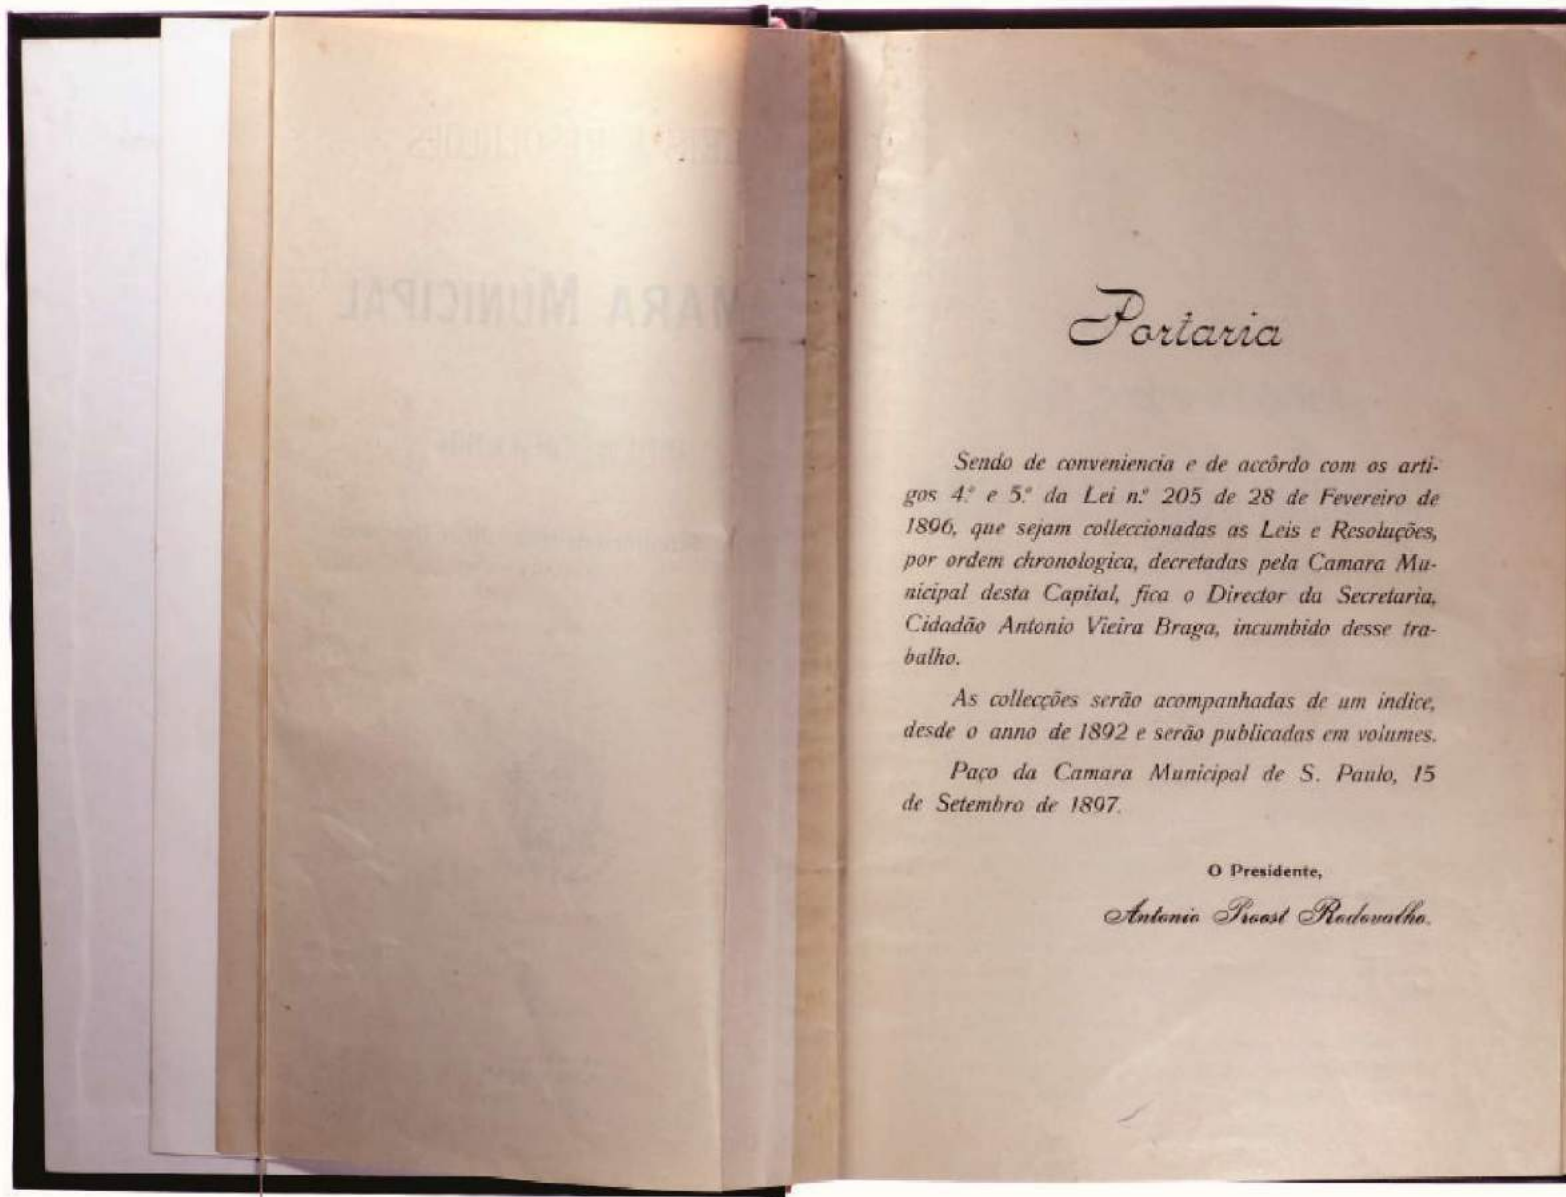 LEIS E RESOLUÇÕES
MARA MUNICIPAL
Portaria
Sendo de conveniencia e de accôrdo com os arti-
gos 4.º e 5.º da Lei n.º 205 de 28 de Fevereiro de
1896, que sejam colleccionadas as Leis e Resoluções,
por ordem chronologica, decretadas pela Camara Mu-
nicipal desta Capital, fica o Director da Secretaria,
Cidadão Antonio Vieira Braga, incumbido desse tra-
balho.
As collecções serão acompanhadas de um indice,
desde o anno de 1892 e serão publicadas em volumes.
Paço da Camara Municipal de S. Paulo, 15
de Setembro de 1897.
O Presidente,
Antonio Proost Rodovalho.